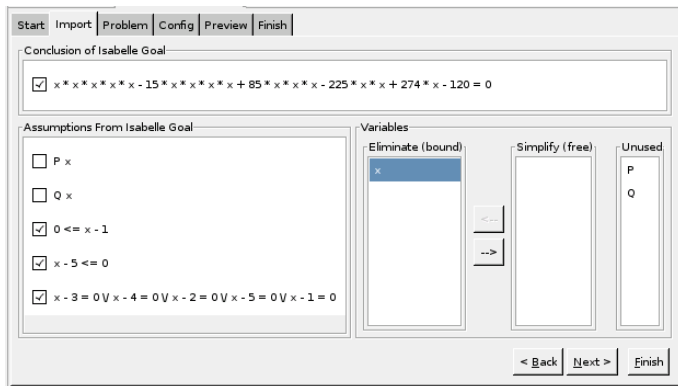 Start Import Problem Config Preview Finish
Conclusion of Isabelle Goal
x * x * x * x * x - 15 * x * x * x * x + 85 * x * x * x - 225 * x * x + 274 * x - 120 = 0
Assumptions From Isabelle Goal
P x
Q x
0 <= x - 1
x - 5 <= 0
x - 3 = 0 \/ x - 4 = 0 \/ x - 2 = 0 \/ x - 5 = 0 \/ x - 1 = 0
Variables
Eliminate (bound)
x
<--
-->
Simplify (free)
Unused
P
Q
< Back Next > Finish